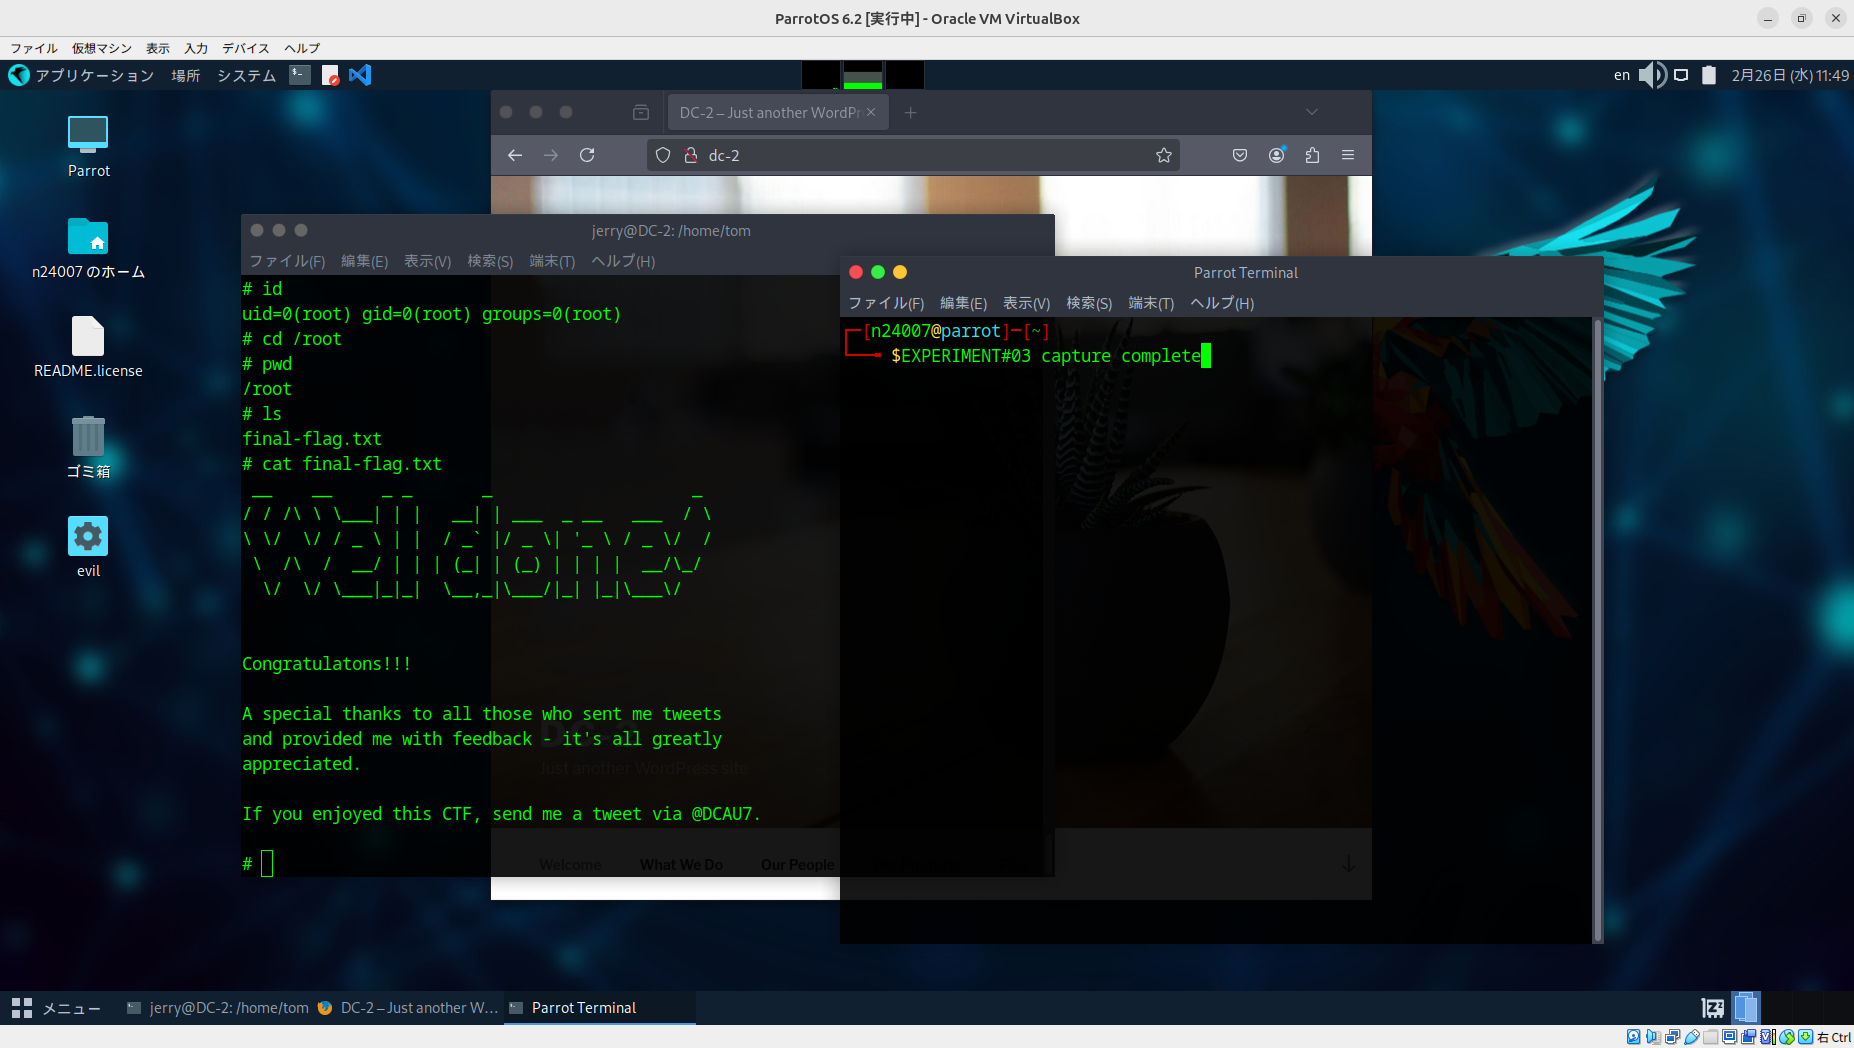 ParrotOS 6.2 [実行中] - Oracle VM VirtualBox
ファイル 仮想マシン 表示 入力 デバイス ヘルプ
アプリケーション 場所 システム en 2月26日 (水) 11:49
DC-2 – Just another WordPr
dc-2
Parrot
n24007 のホーム
README.license
ゴミ箱
evil
jerry@DC-2: /home/tom
ファイル(F) 編集(E) 表示(V) 検索(S) 端末(T) ヘルプ(H)
# id
uid=0(root) gid=0(root) groups=0(root)
# cd /root
# pwd
/root
# ls
final-flag.txt
# cat final-flag.txt
Well done!
Congratulatons!!!
A special thanks to all those who sent me tweets
and provided me with feedback - it's all greatly
appreciated.
If you enjoyed this CTF, send me a tweet via @DCAU7.
#
DC-2
Just another WordPress site
Welcome What We Do Our People
Parrot Terminal
ファイル(F) 編集(E) 表示(V) 検索(S) 端末(T) ヘルプ(H)
┌─[n24007@parrot]─[~]
└──╼ $EXPERIMENT#03 capture complete
メニュー jerry@DC-2: /home/tom DC-2 – Just another W... Parrot Terminal
右 Ctrl